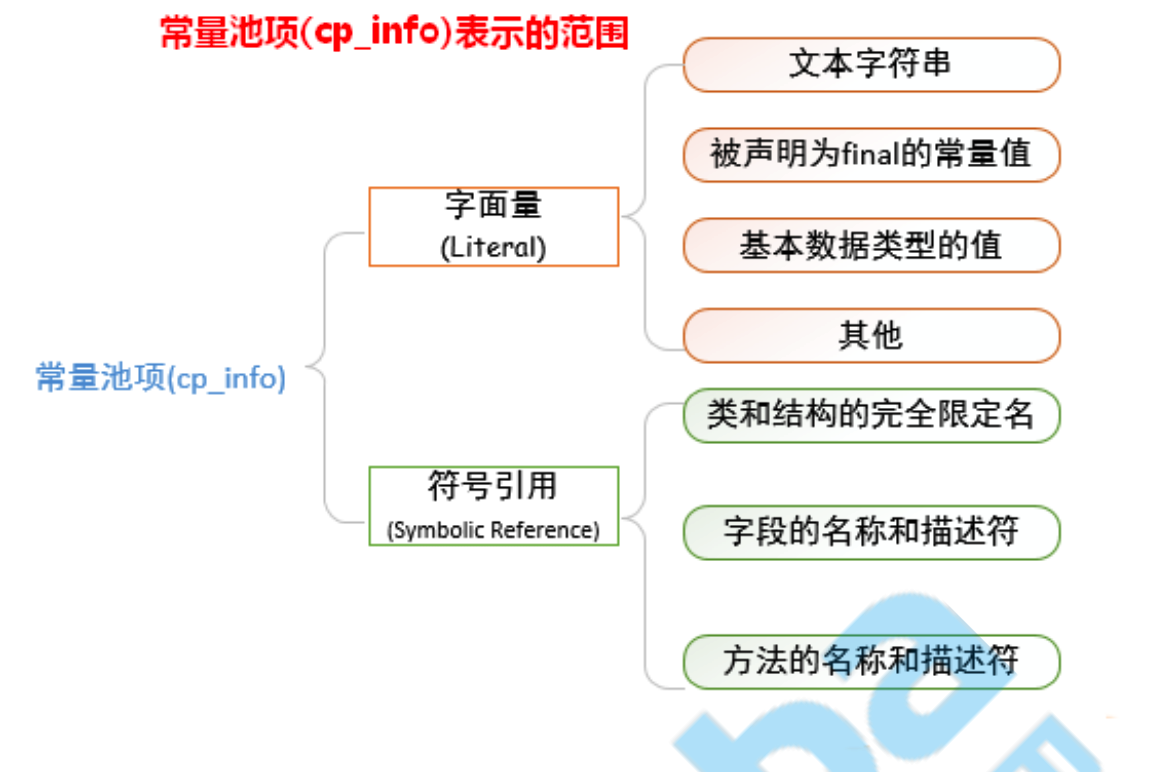 常量池项(cp_info)表示的范围
文本字符串
被声明为final的常量值
字面量
(Literal)
基本数据类型的值
其他
常量池项(cp_info)
类和结构的完全限定名
符号引用
(Symbolic Reference)
字段的名称和描述符
方法的名称和描述符